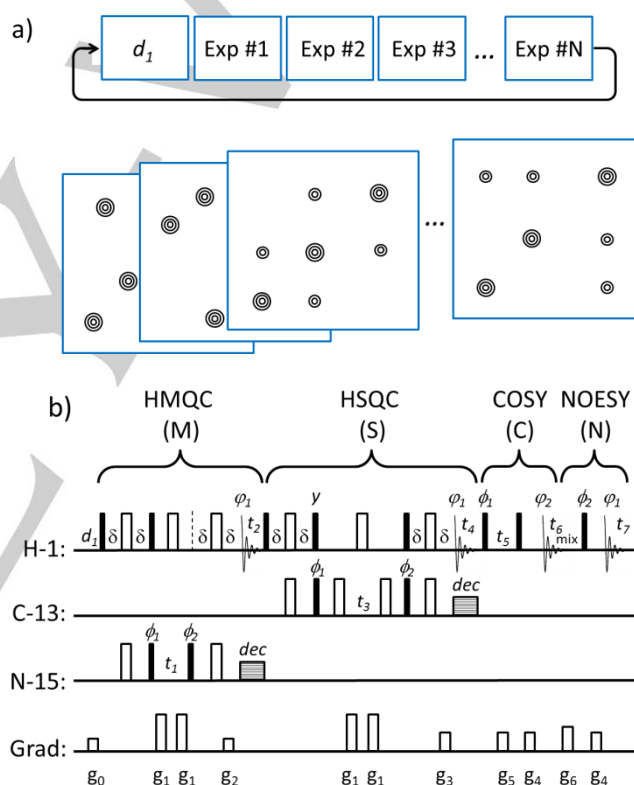 a)
d1 Exp #1 Exp #2 Exp #3 ... Exp #N
...
b)
HMQC (M) HSQC (S) COSY (C) NOESY (N)
y φ1 ϕ1 φ2 ϕ2 φ1
φ1 φ1
H-1: d1 δ δ δ δ t2 δ δ δ δ t4 t5 t6 mix t7
ϕ1 ϕ2 dec
C-13: t3
ϕ1 ϕ2 dec
N-15: t1
Grad:
g0 g1 g1 g2 g1 g1 g3 g5 g4 g6 g4